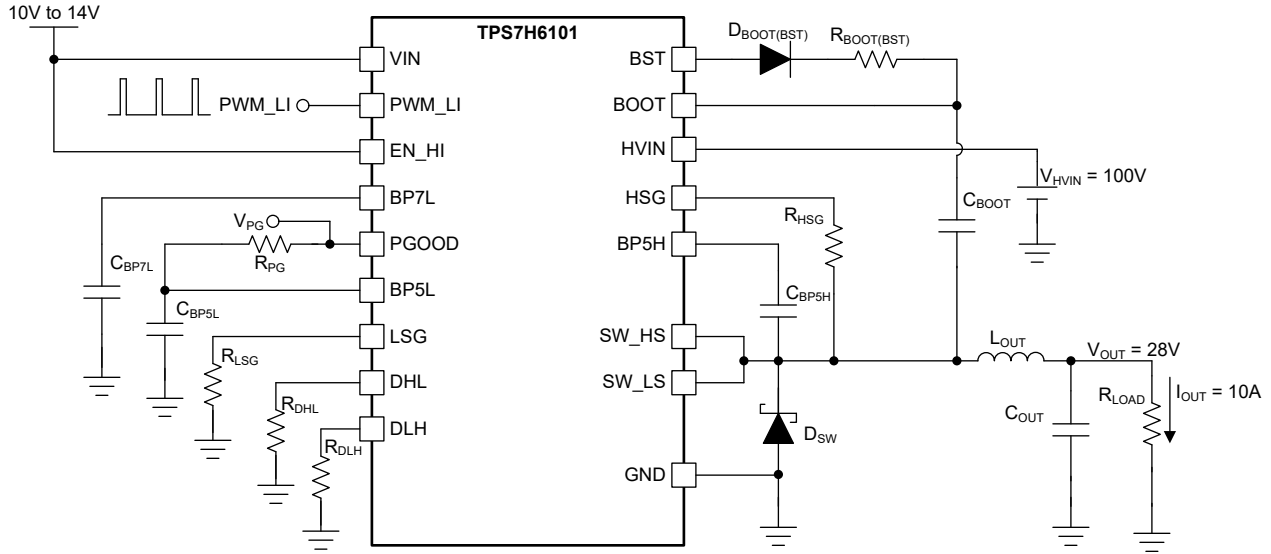 10V to 14V
TPS7H6101
VIN
PWM_LI
PWM_LI
EN_HI
BP7L
V_PG
PGOOD
R_PG
C_BP7L
BP5L
C_BP5L
LSG
R_LSG
DHL
R_DHL
DLH
R_DLH
BST
D_BOOT(BST)
R_BOOT(BST)
BOOT
HVIN
V_HVIN = 100V
HSG
R_HSG
C_BOOT
BP5H
C_BP5H
SW_HS
SW_LS
L_OUT
V_OUT = 28V
D_SW
C_OUT
R_LOAD
I_OUT = 10A
GND